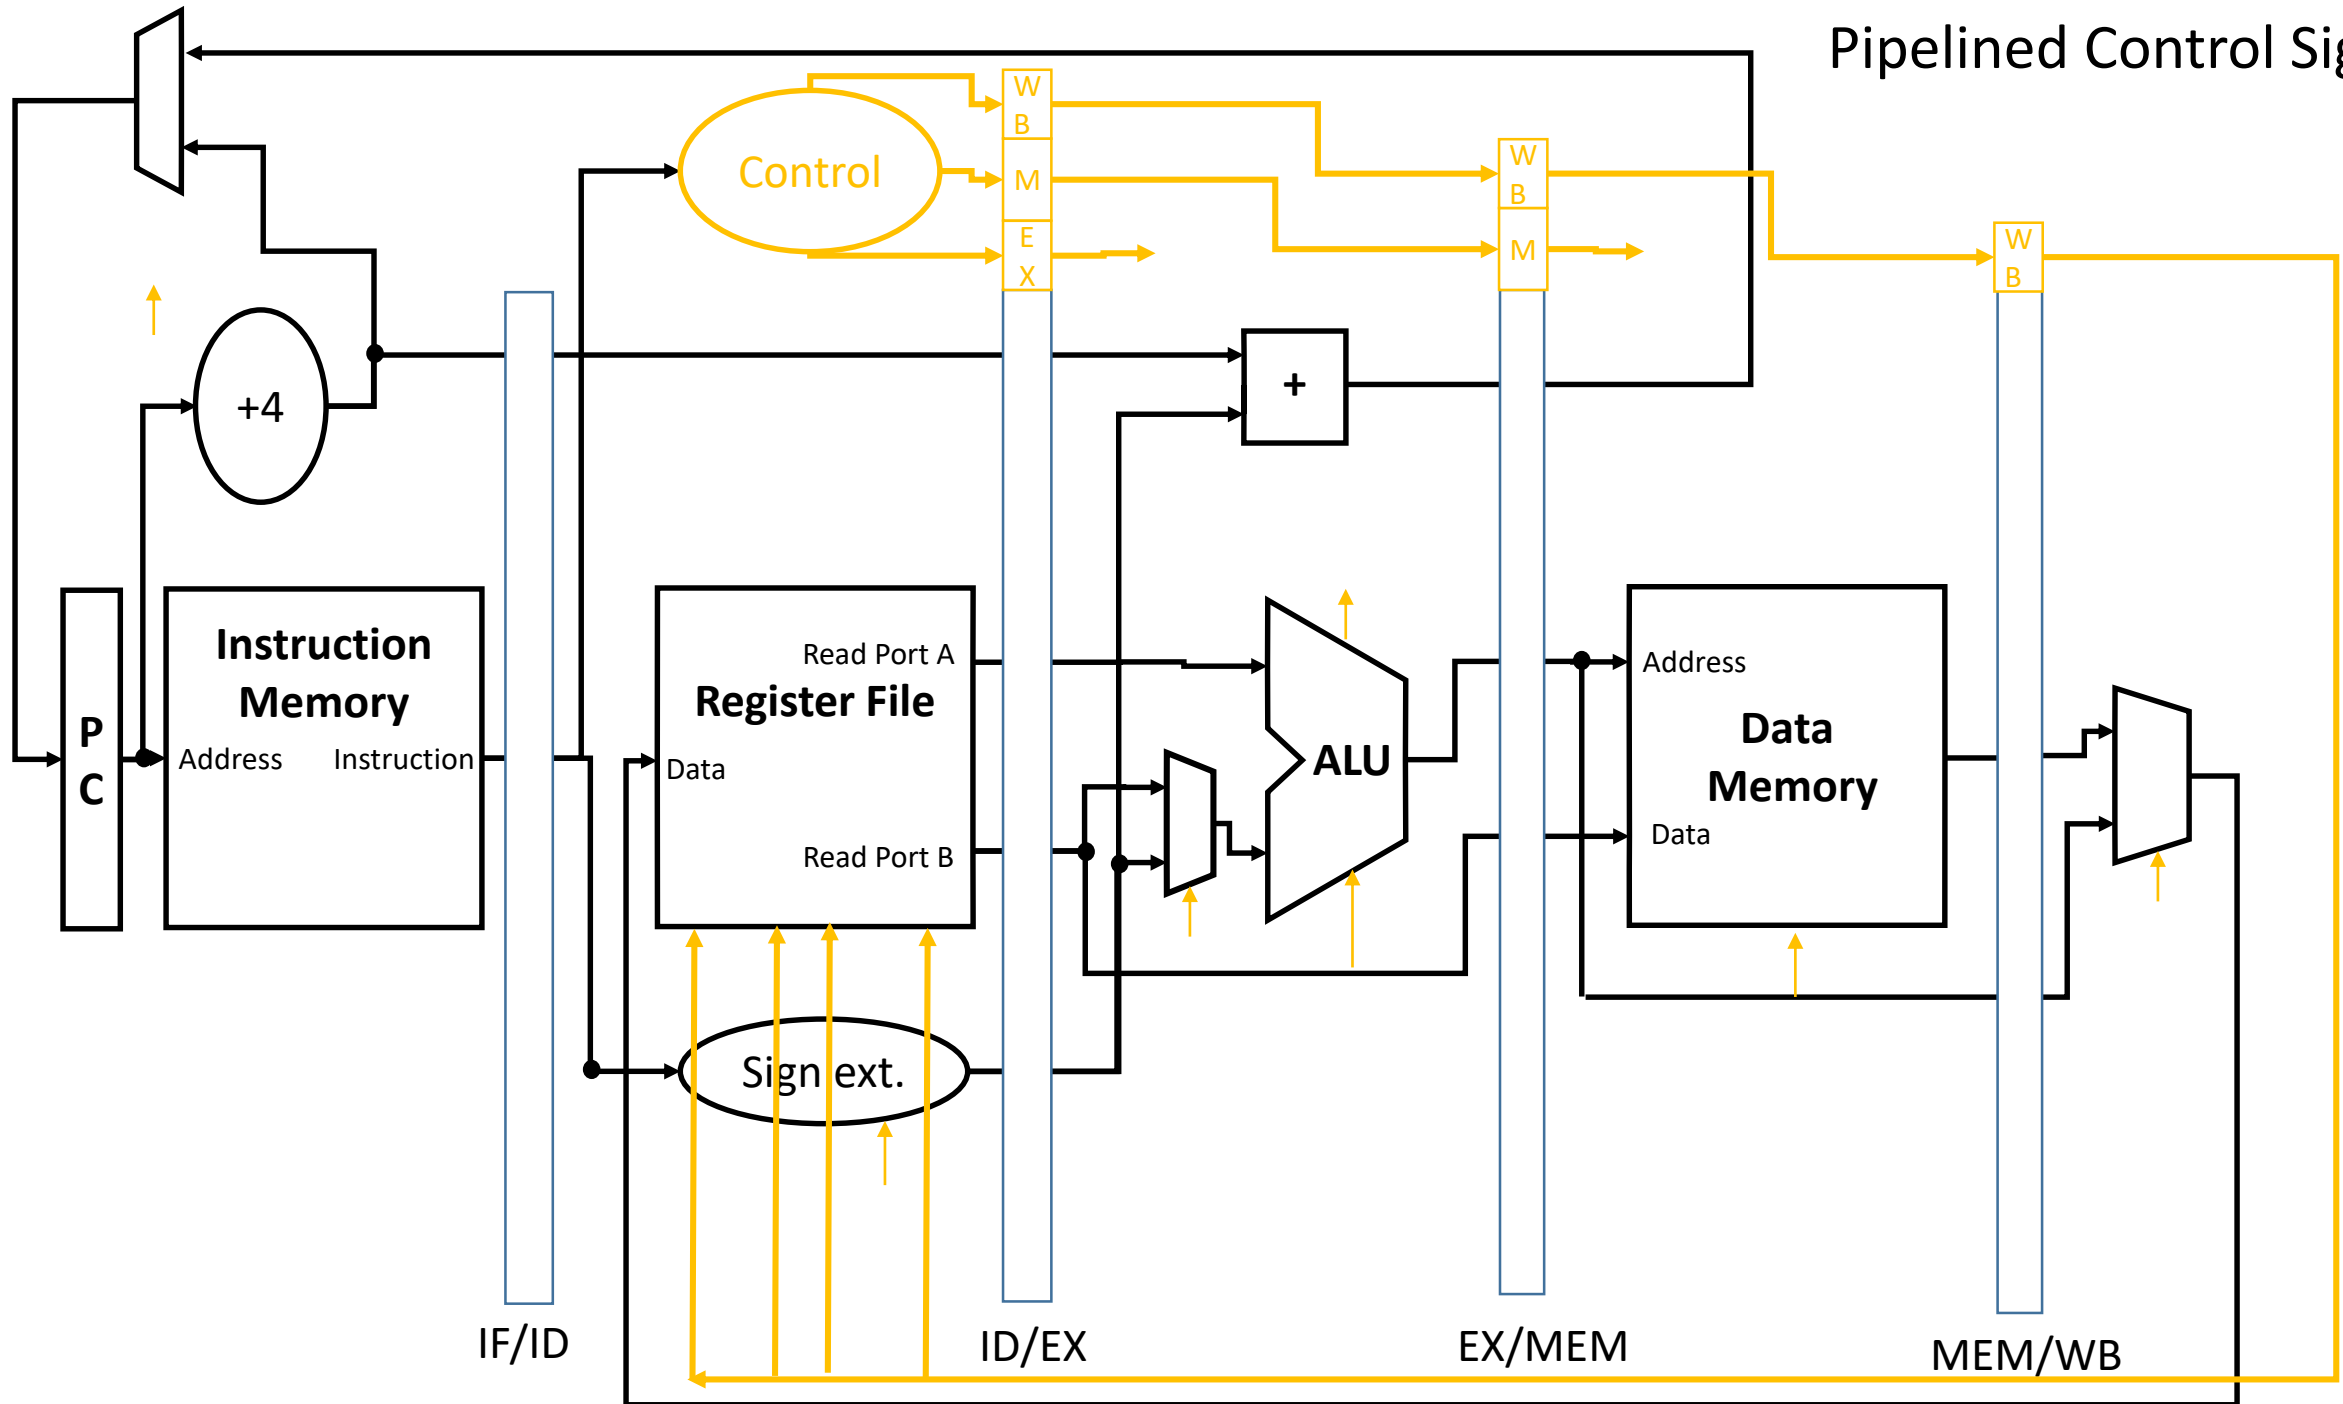 Pipelined Control Sig
W
B
M
E
X
Control
W
B
M
W
B
+4
+
P
C
Instruction
Memory
Address
Instruction
Read Port A
Register File
Data
Read Port B
ALU
Address
Data
Memory
Data
Sign ext.
IF/ID
ID/EX
EX/MEM
MEM/WB